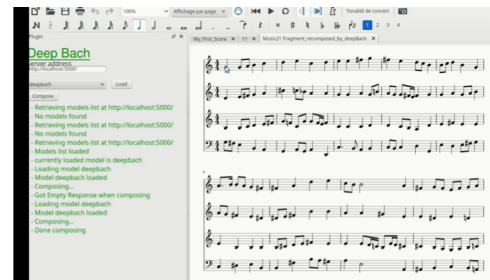 100%
Affichage par page
Tonalité de concert
1 2 3 4
Plugin
My_First_Score
T1
Music21 Fragment_recomposed_by_deepBach
Deep Bach
Server address
http://localhost:5000/
deepbach
Load
Compose
- Retrieving models list at http://localhost:5000/
- No models found
- Retrieving models list at http://localhost:5000/
- No models found
- Retrieving models list at http://localhost:5000/
- Models list loaded
- currently loaded model is deepbach
- Loading model deepbach
- Model deepbach loaded
- Composing...
- Got Empty Response when composing
- Loading model deepbach
- Model deepbach loaded
- Composing...
- Done composing